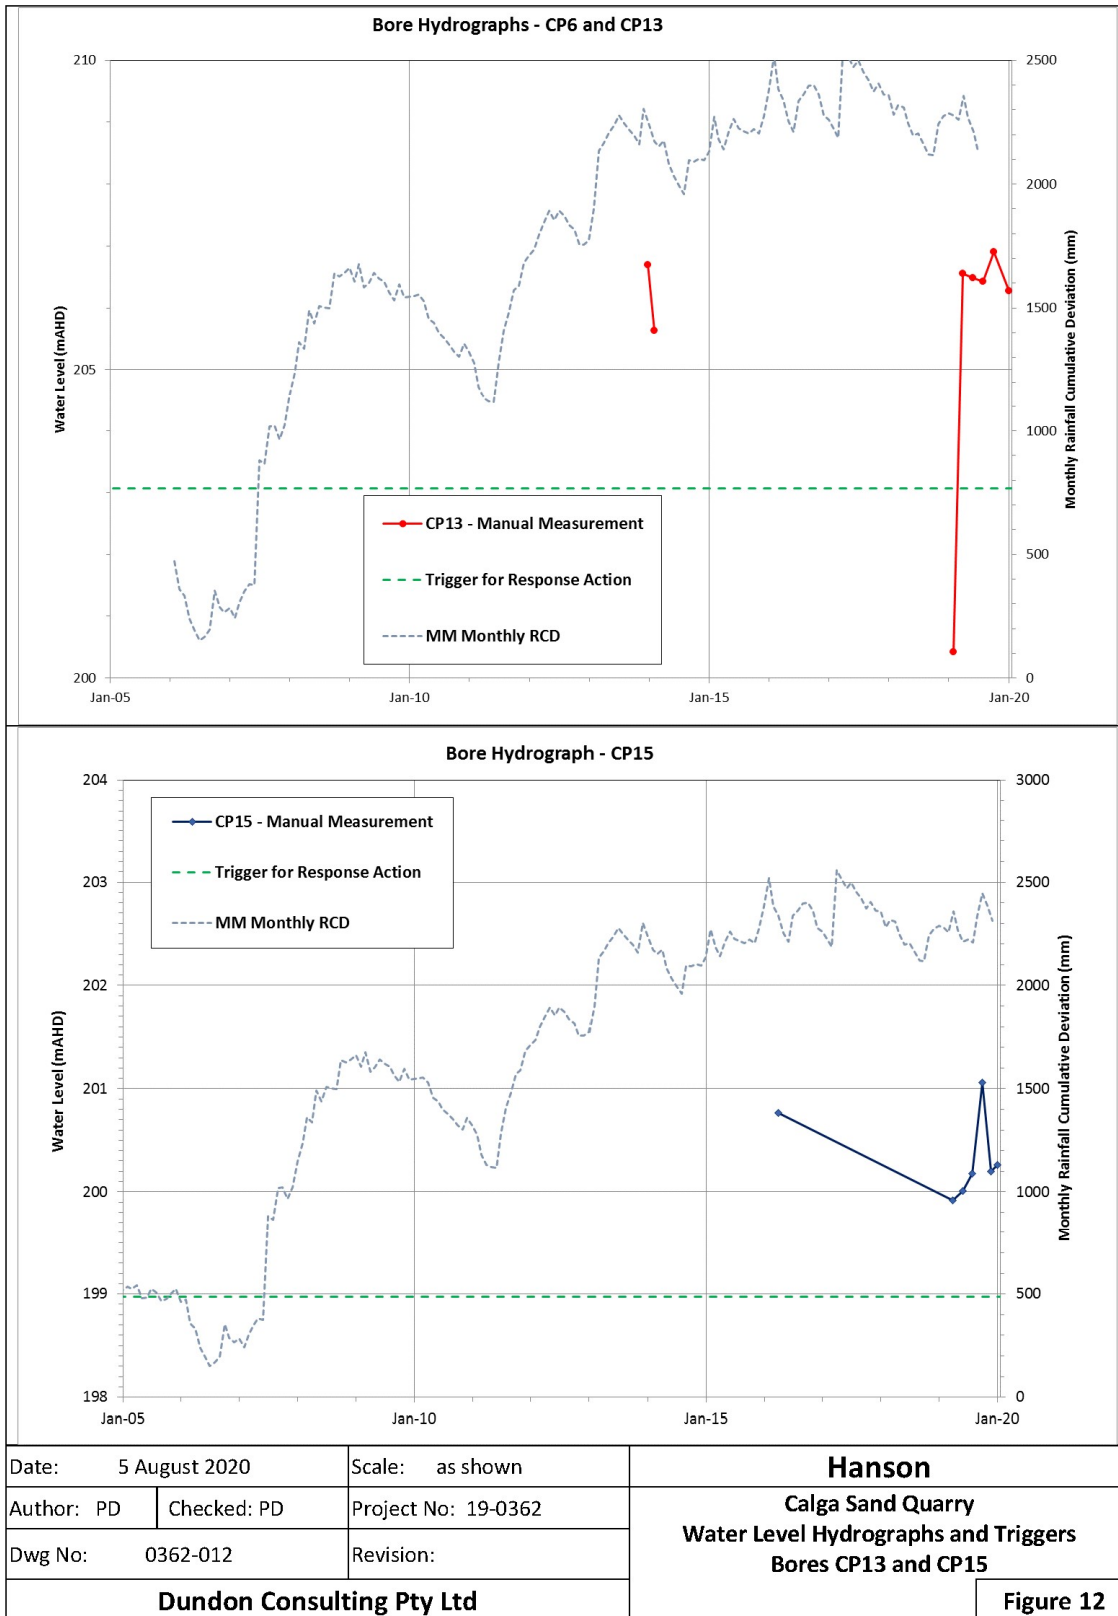 Bore Hydrographs - CP6 and CP13
210
205
200
Water Level (mAHD)
2500
2000
1500
1000
500
0
Monthly Rainfall Cumulative Deviation (mm)
CP13 - Manual Measurement
Trigger for Response Action
MM Monthly RCD
Jan-05 Jan-10 Jan-15 Jan-20
Bore Hydrograph - CP15
204
203
202
201
200
199
198
Water Level (mAHD)
3000
2500
2000
1500
1000
500
0
Monthly Rainfall Cumulative Deviation (mm)
CP15 - Manual Measurement
Trigger for Response Action
MM Monthly RCD
Jan-05 Jan-10 Jan-15 Jan-20
Date: 5 August 2020 Scale: as shown
Author: PD Checked: PD Project No: 19-0362
Dwg No: 0362-012 Revision:
Dundon Consulting Pty Ltd
Hanson
Calga Sand Quarry
Water Level Hydrographs and Triggers
Bores CP13 and CP15
Figure 12